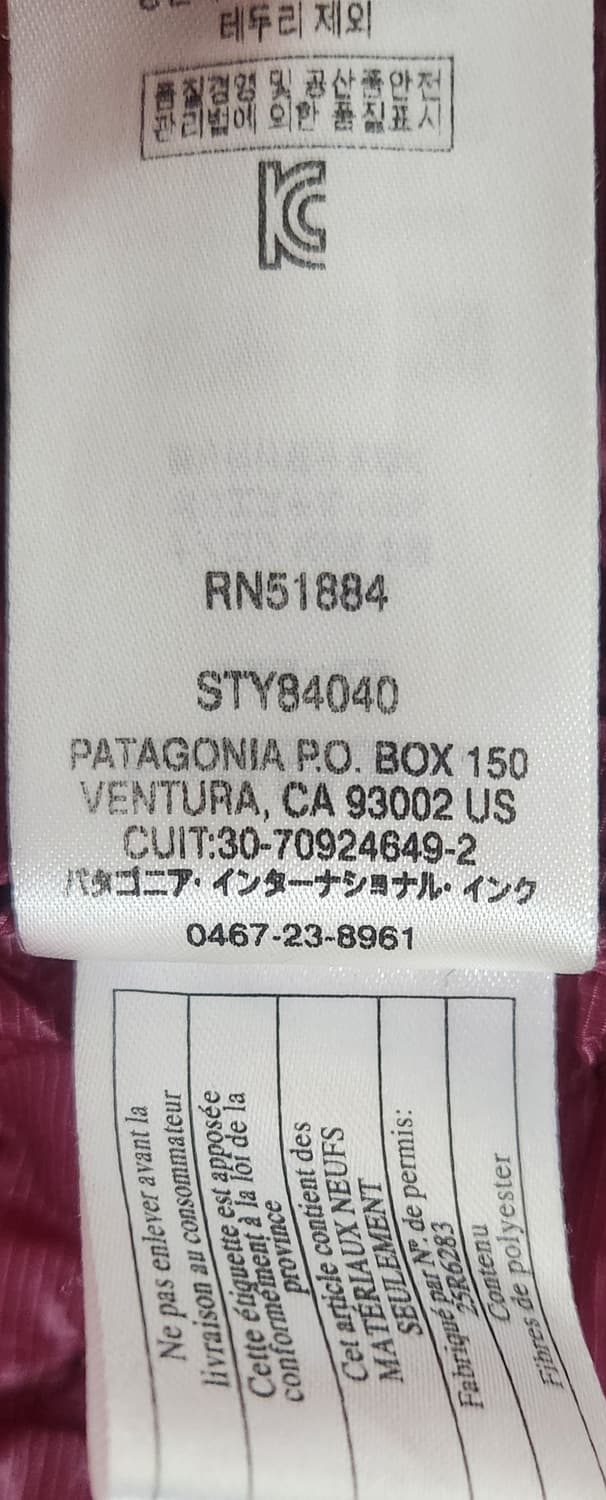 테두리 제외
품질경영 및 공산품안전
관리법에 의한 품질표시
KC
RN51884
STY84040
PATAGONIA P.O. BOX 150
VENTURA, CA 93002 US
CUIT:30-70924649-2
パタゴニア･インターナショナル･インク
0467-23-8961
Ne pas enlever avant la
livraison au consommateur
Cette étiquette est apposée
conformément à la loi de la
province
Cet article contient des
MATÉRIAUX NEUFS
SEULEMENT
Fabriqué par Nº. de permis:
25R6283
Contenu
Fibres de polyester